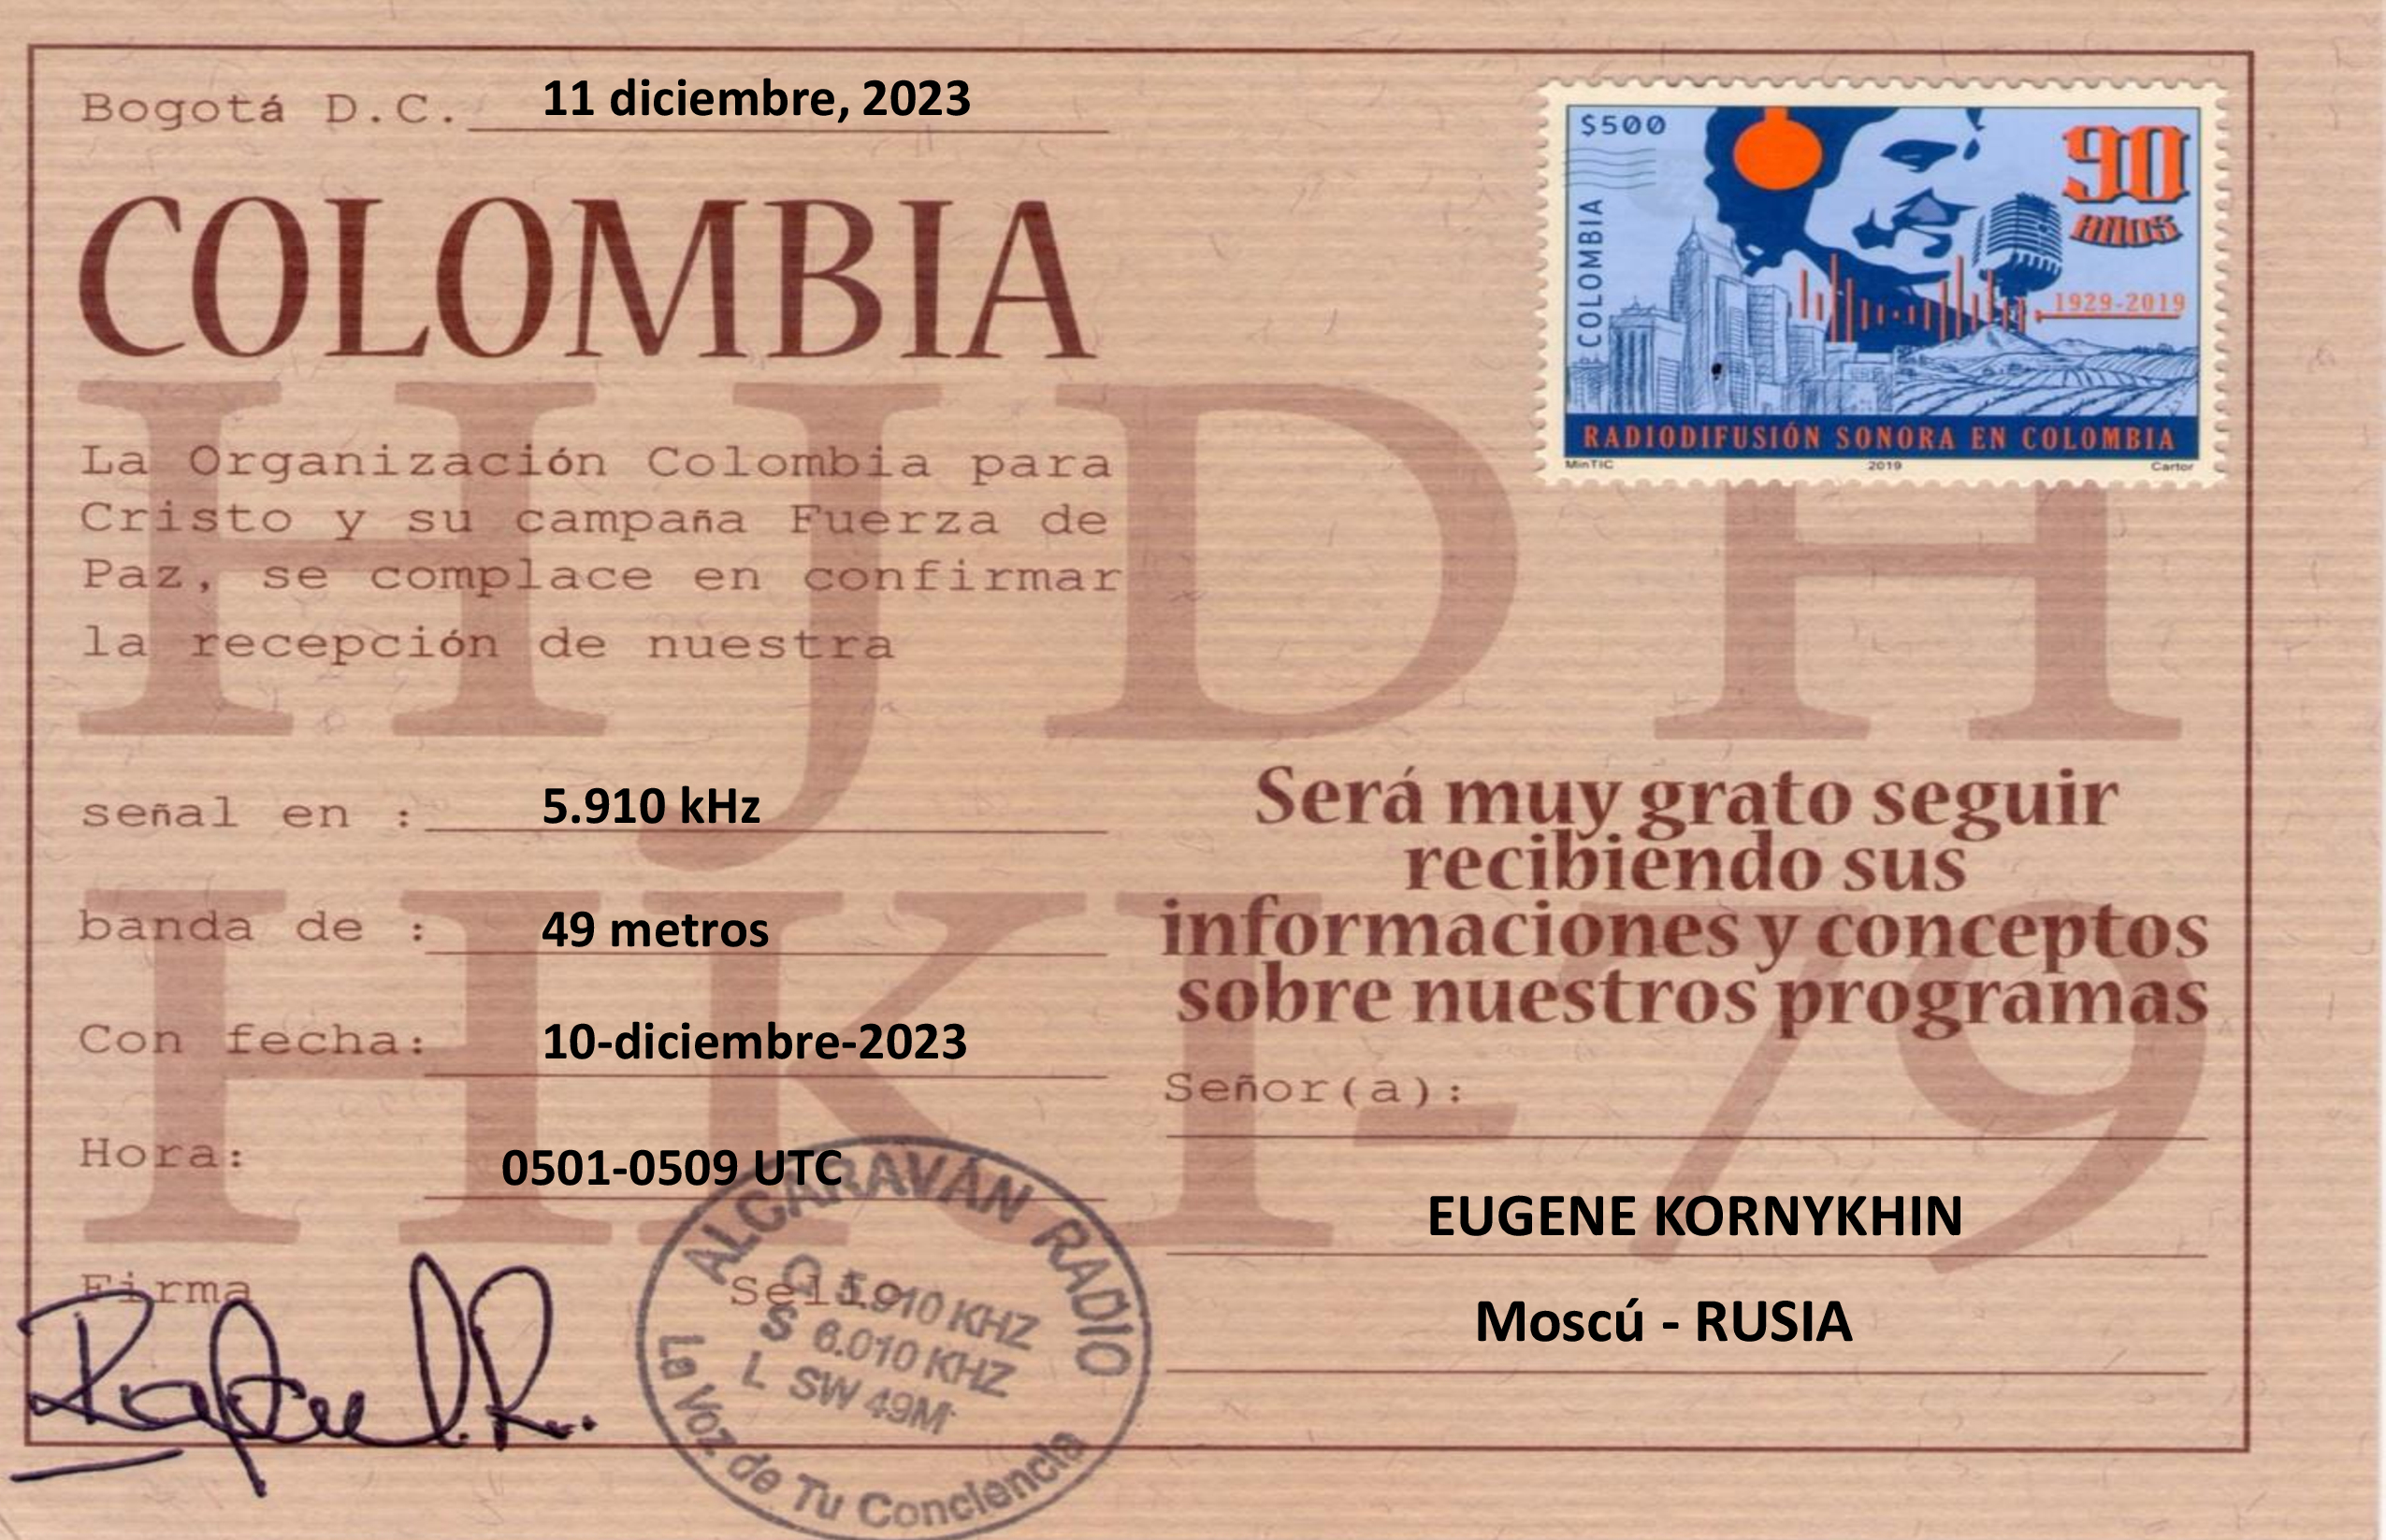 Bogotá D.C. 11 diciembre, 2023
COLOMBIA
HJDH
La Organización Colombia para
Cristo y su campaña Fuerza de
Paz, se complace en confirmar
la recepción de nuestra
señal en : 5.910 kHz
banda de : 49 metros
Con fecha: 10-diciembre-2023
Hora: 0501-0509 UTC
HKI-79
Firma
Rafael R.
Sello
ALCARAVÁN RADIO
Q 5.910 KHZ
S 6.010 KHZ
L SW 49M
La Voz de Tu Conciencia
$500
COLOMBIA
90
AÑOS
1929-2019
RADIODIFUSIÓN SONORA EN COLOMBIA
MinTIC 2019 Cartor
Será muy grato seguir
recibiendo sus
informaciones y conceptos
sobre nuestros programas
Señor(a):
EUGENE KORNYKHIN
Moscú - RUSIA